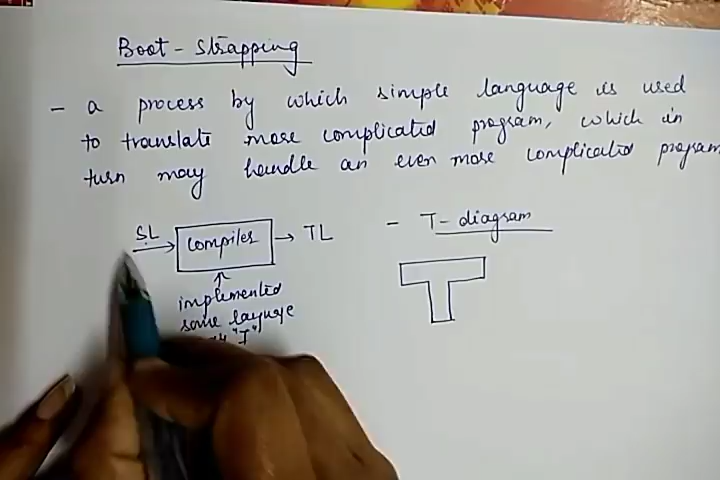 Boot - strapping
- a process by which simple language is used
to translate more complicated program, which in
turn may handle an even more complicated program
SL → compiler → TL
↑
implemented
some language
"I"
- T- diagram